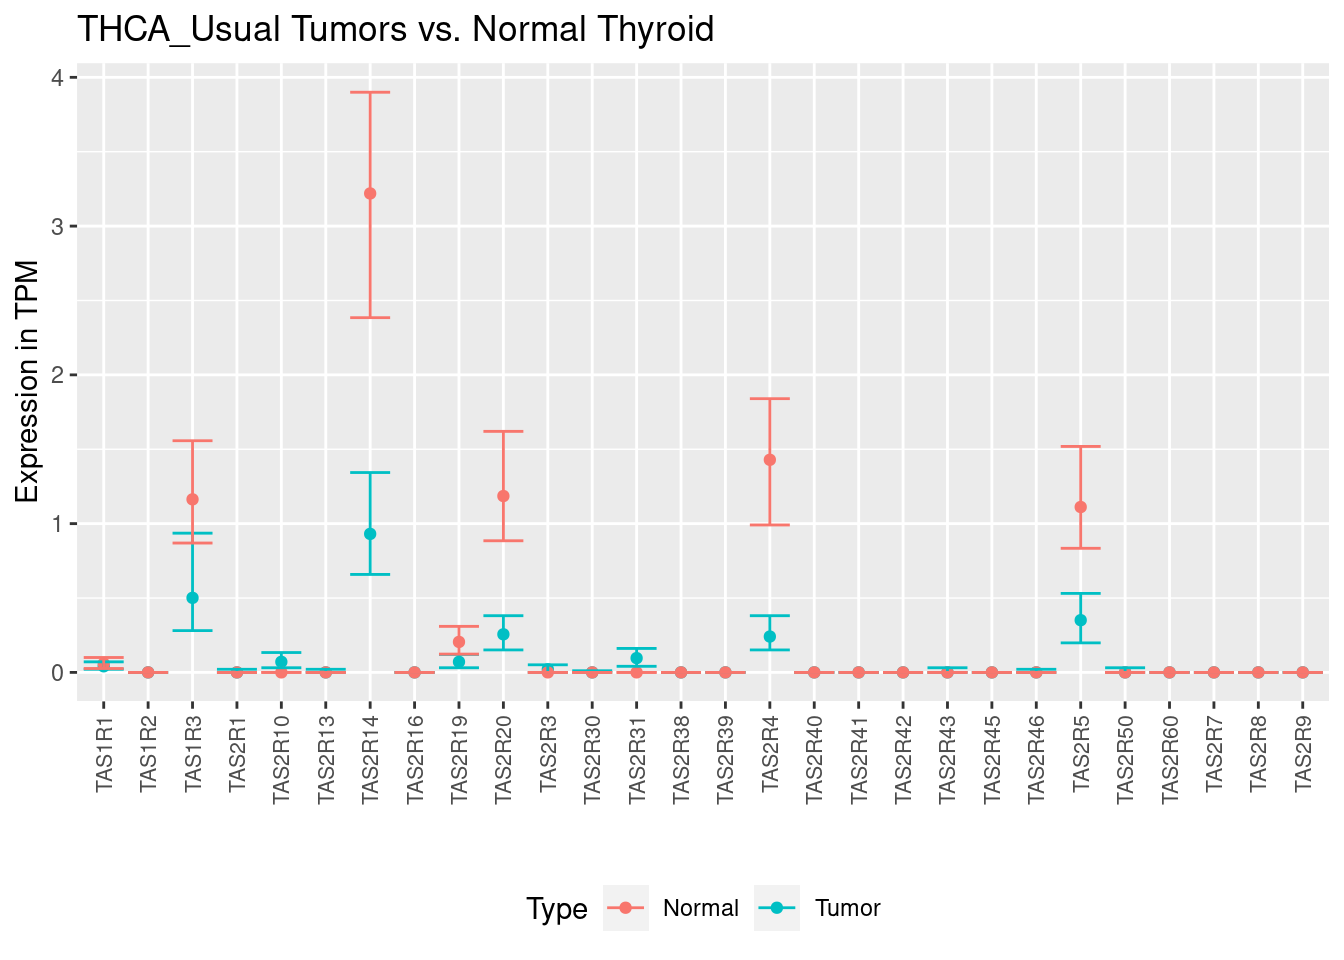 THCA_Usual Tumors vs. Normal Thyroid
Expression in TPM
4
3
2
1
0
TAS1R1
TAS1R2
TAS1R3
TAS2R1
TAS2R10
TAS2R13
TAS2R14
TAS2R16
TAS2R19
TAS2R20
TAS2R3
TAS2R30
TAS2R31
TAS2R38
TAS2R39
TAS2R4
TAS2R40
TAS2R41
TAS2R42
TAS2R43
TAS2R45
TAS2R46
TAS2R5
TAS2R50
TAS2R60
TAS2R7
TAS2R8
TAS2R9
Type Normal Tumor